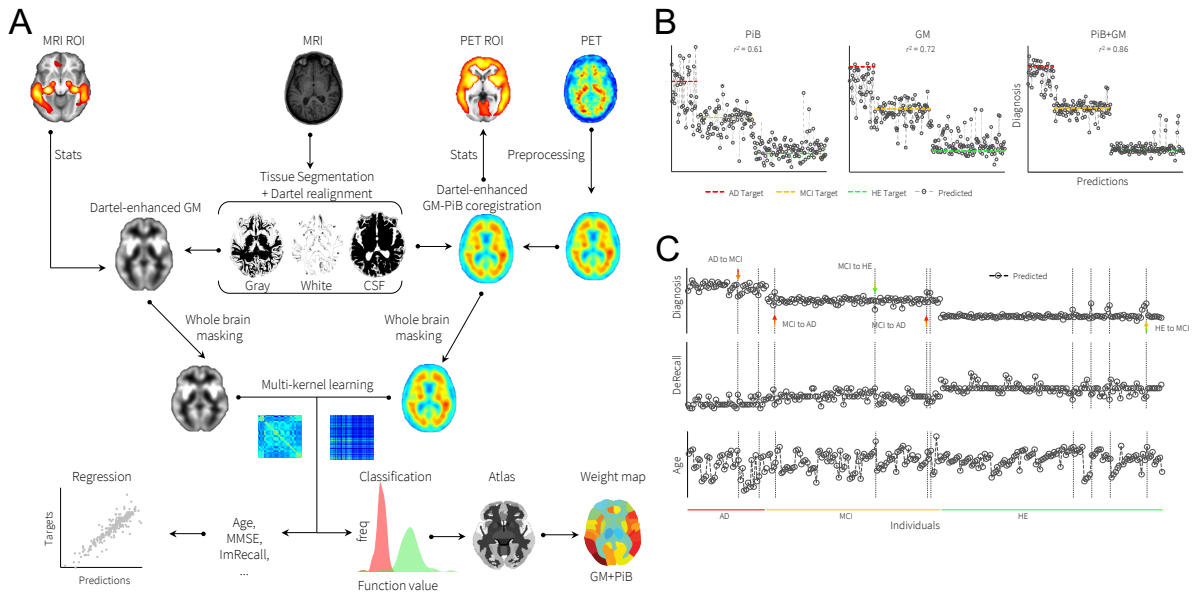 A
MRI ROI
MRI
PET ROI
PET
Stats
Stats
Preprocessing
Tissue Segmentation
+ Dartel realignment
Dartel-enhanced
GM-PiB coregistration
Dartel-enhanced GM
Gray
White
CSF
Whole brain
masking
Whole brain
masking
Multi-kernel learning
Regression
Targets
Predictions
Age,
MMSE,
ImRecall,
...
Classification
freq
Function value
Atlas
Weight map
GM+PiB
B
PiB
r² = 0.61
GM
r² = 0.72
PiB+GM
r² = 0.86
Diagnosis
Predictions
AD Target
MCI Target
HE Target
Predicted
C
Diagnosis
AD to MCI
MCI to HE
Predicted
MCI to AD
MCI to AD
HE to MCI
DeRecall
Age
AD
MCI
HE
Individuals